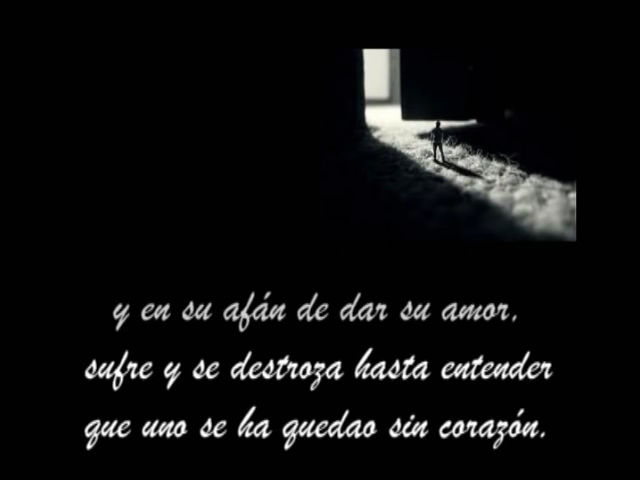 y en su afán de dar su amor,
sufre y se destroza hasta entender
que uno se ha quedao sin corazón.